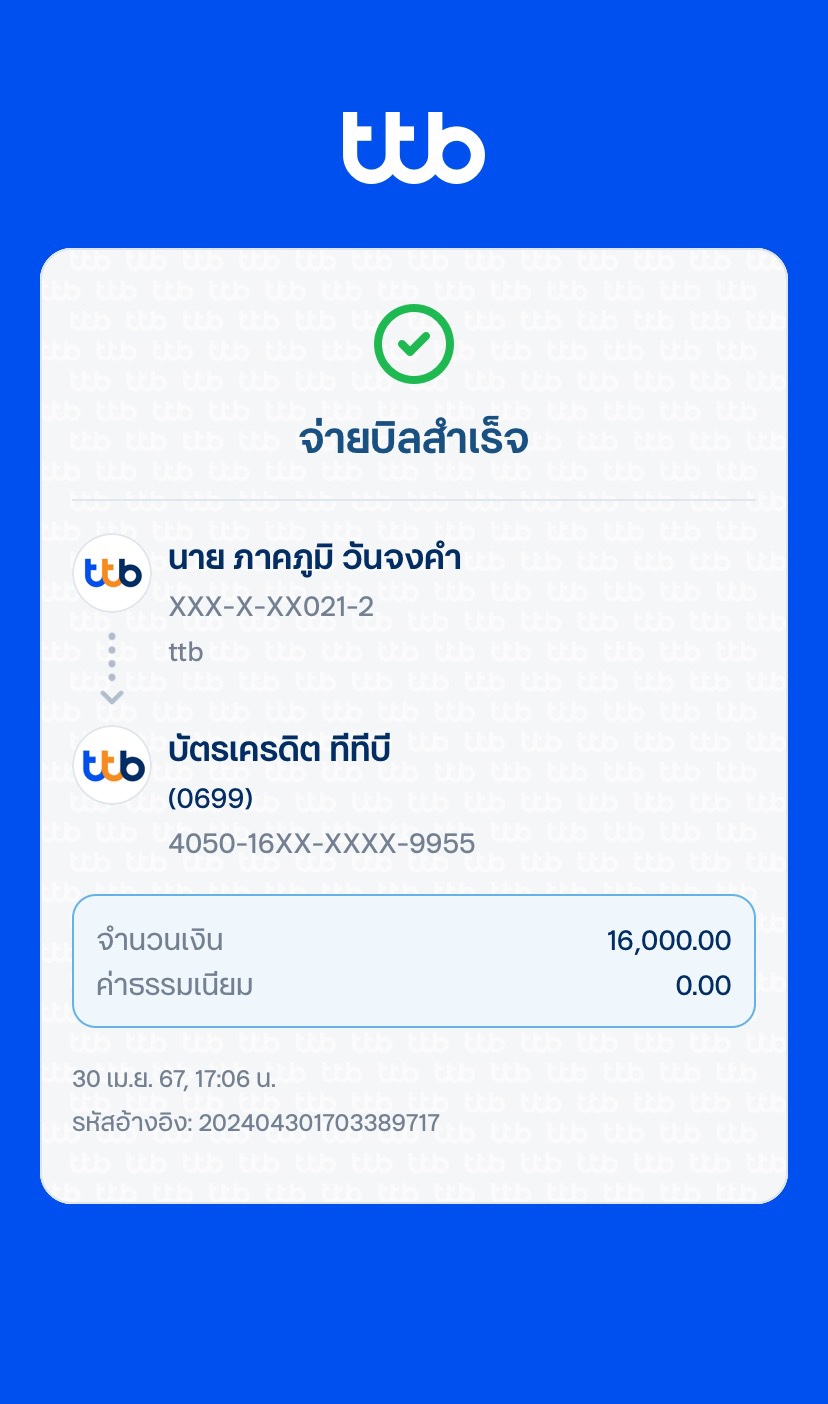 ttb
จ่ายบิลสำเร็จ
ttb
นาย ภาคภูมิ วันจงคำ
XXX-X-XX021-2
ttb
ttb
บัตรเครดิต ทีทีบี
(0699)
4050-16XX-XXXX-9955
จำนวนเงิน 16,000.00
ค่าธรรมเนียม 0.00
30 เม.ย. 67, 17:06 น.
รหัสอ้างอิง: 202404301703389717